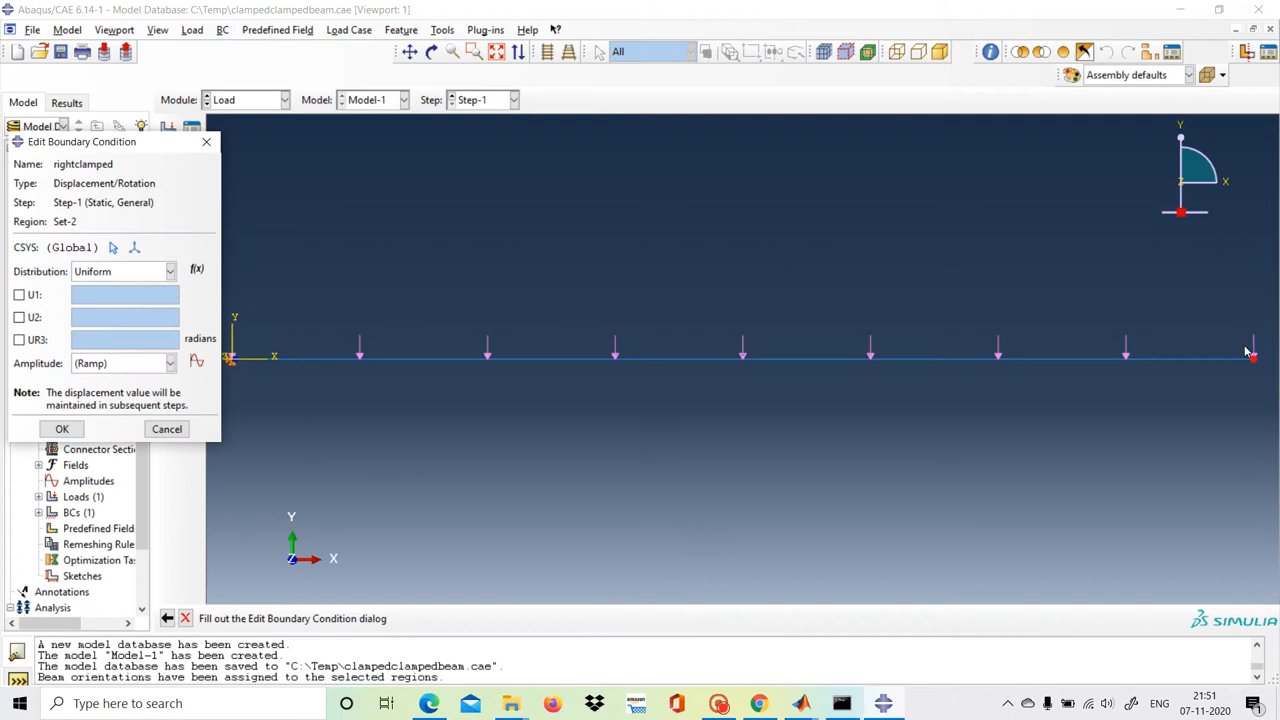 Abaqus/CAE 6.14-1 - Model Database: C:\Temp\clampedclampedbeam.cae [Viewport: 1]
File Model Viewport View Load BC Predefined Field Load Case Feature Tools Plug-ins Help
All
Assembly defaults
Model Results Module: Load Model: Model-1 Step: Step-1
Model D
Edit Boundary Condition
Name: rightclamped
Type: Displacement/Rotation
Step: Step-1 (Static, General)
Region: Set-2
CSYS: (Global)
Distribution: Uniform f(x)
U1:
U2:
UR3: radians
Amplitude: (Ramp)
Note: The displacement value will be
maintained in subsequent steps.
OK Cancel
Y
Z X
Y
X
Connector Secti
Fields
Amplitudes
Loads (1)
BCs (1)
Predefined Field
Remeshing Rule
Optimization Ta
Sketches
Annotations
Analysis
Y
Z X
Fill out the Edit Boundary Condition dialog
SIMULIA
A new model database has been created.
The model "Model-1" has been created.
The model database has been saved to "C:\Temp\clampedclampedbeam.cae".
Beam orientations have been assigned to the selected regions.
>>>
Type here to search
amazon
ENG
21:51
07-11-2020
1